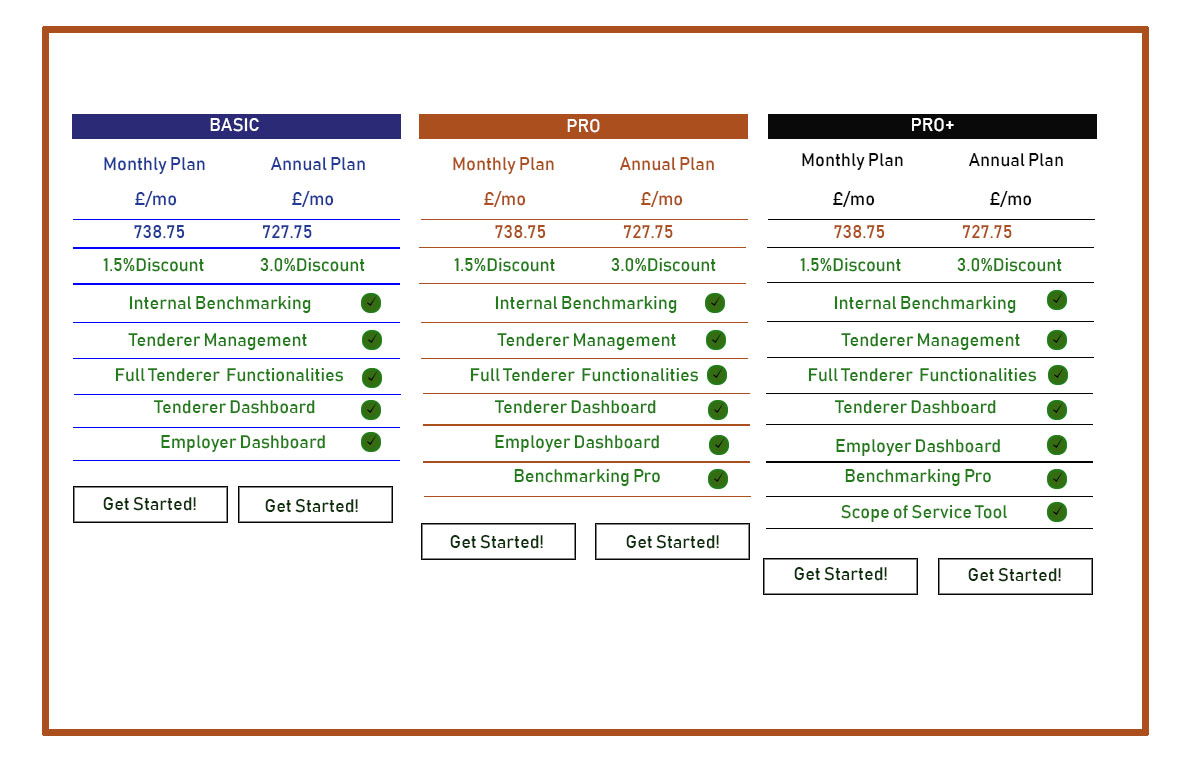 BASIC
Monthly Plan Annual Plan
£/mo £/mo
738.75 727.75
1.5%Discount 3.0%Discount
Internal Benchmarking
Tenderer Management
Full Tenderer Functionalities
Tenderer Dashboard
Employer Dashboard
Get Started! Get Started!
PRO
Monthly Plan Annual Plan
£/mo £/mo
738.75 727.75
1.5%Discount 3.0%Discount
Internal Benchmarking
Tenderer Management
Full Tenderer Functionalities
Tenderer Dashboard
Employer Dashboard
Benchmarking Pro
Get Started! Get Started!
PRO+
Monthly Plan Annual Plan
£/mo £/mo
738.75 727.75
1.5%Discount 3.0%Discount
Internal Benchmarking
Tenderer Management
Full Tenderer Functionalities
Tenderer Dashboard
Employer Dashboard
Benchmarking Pro
Scope of Service Tool
Get Started! Get Started!